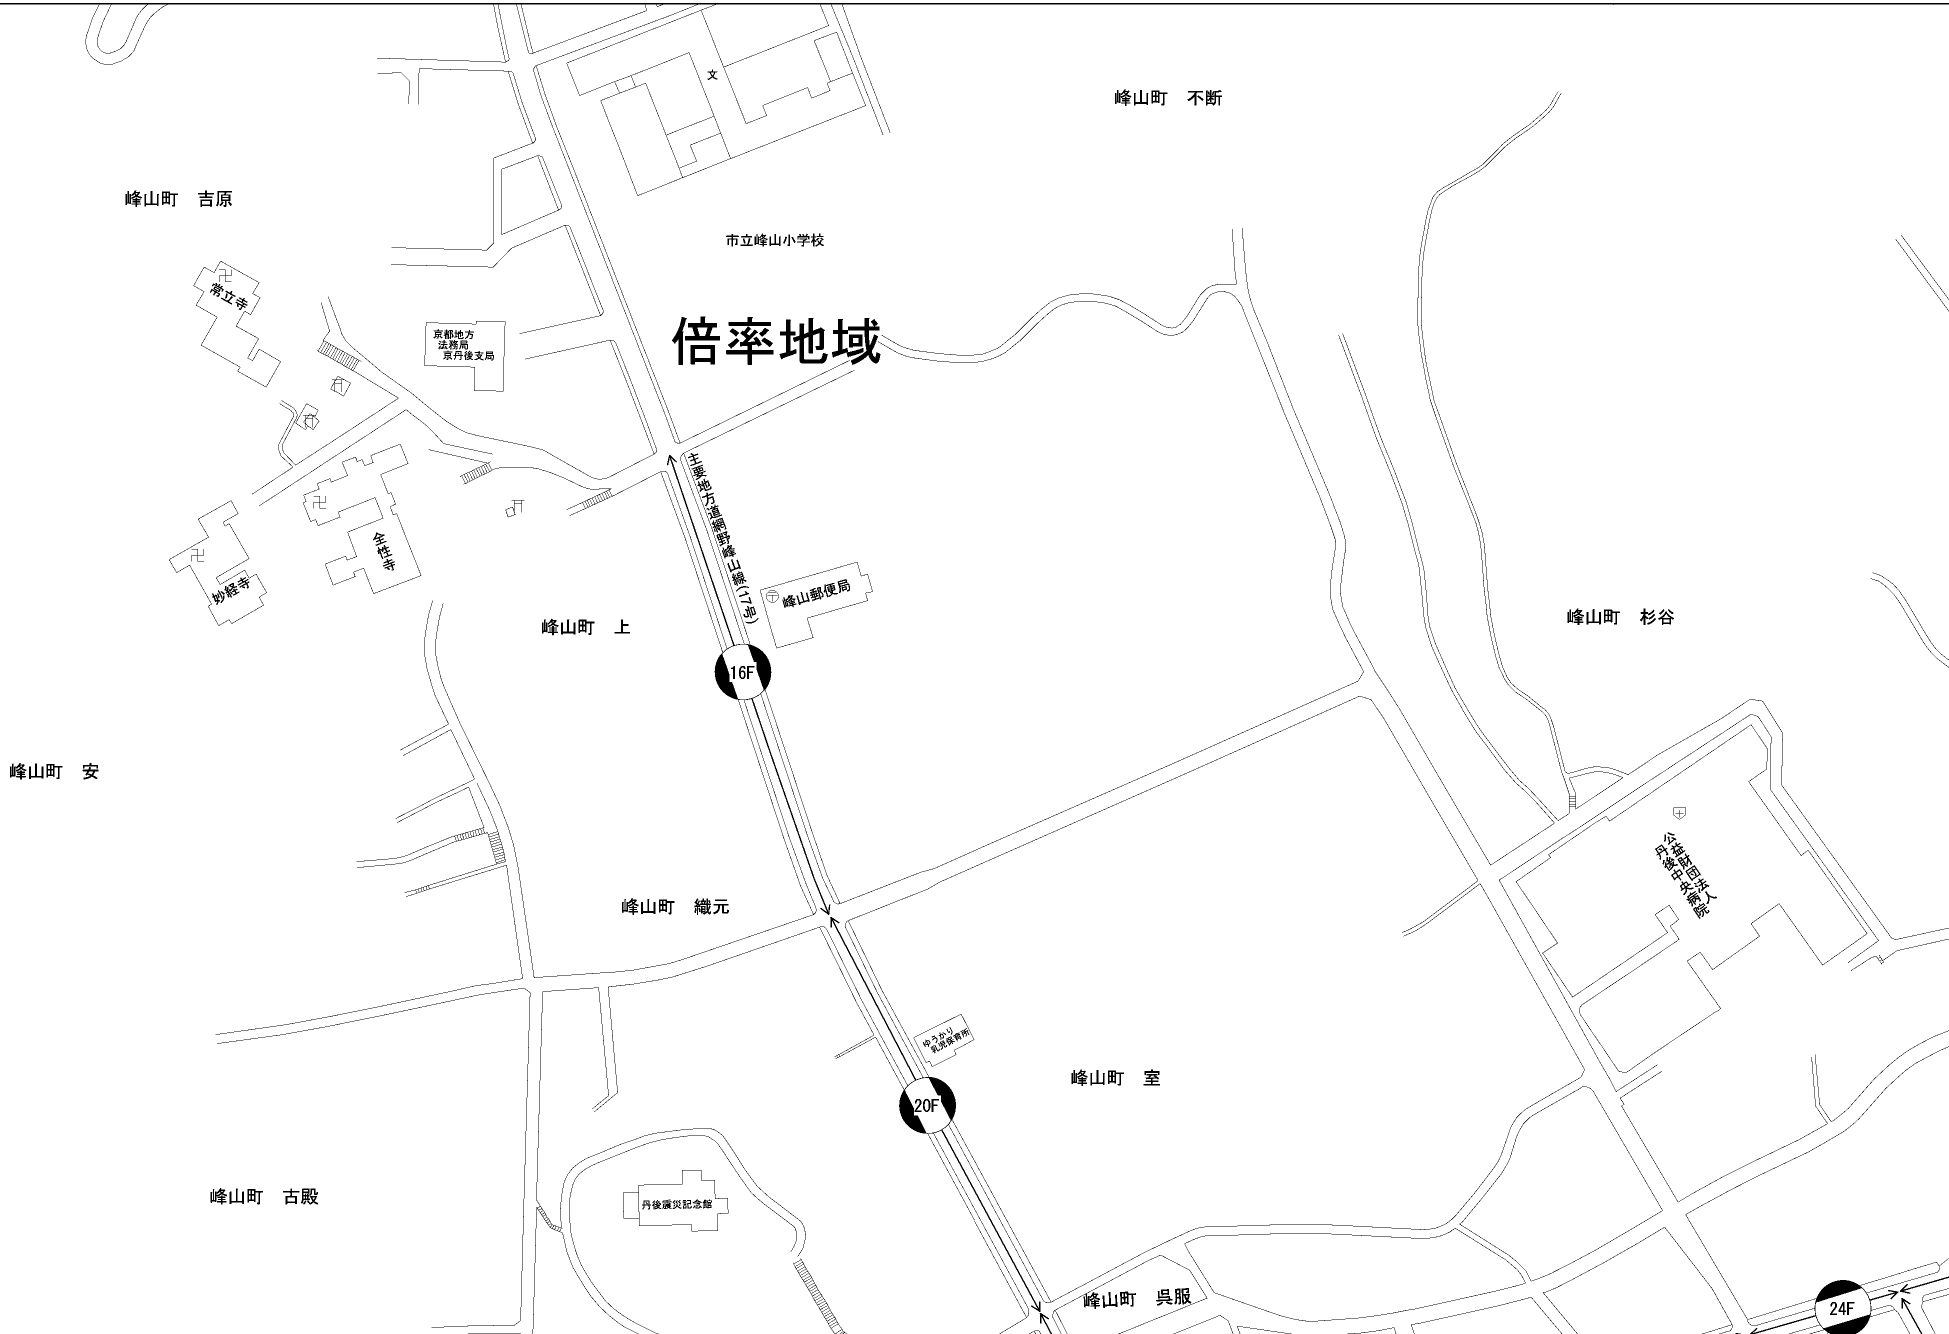 文
峰山町　不断
峰山町　吉原
市立峰山小学校
常立寺
京都地方
法務局
京丹後支局
倍率地域
主要地方道網野峰山線(17号)
全性寺
妙経寺
峰山郵便局
峰山町　上
峰山町　杉谷
16F
峰山町　安
公益財団法人
丹後中央病院
峰山町　織元
ゆうかり
乳児保育所
峰山町　室
20F
峰山町　古殿
丹後震災記念館
峰山町　呉服
24F